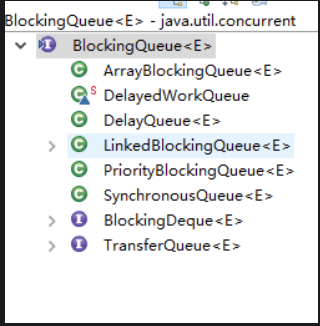 BlockingQueue<E> - java.util.concurrent
BlockingQueue<E>
ArrayBlockingQueue<E>
DelayedWorkQueue
DelayQueue<E>
LinkedBlockingQueue<E>
PriorityBlockingQueue<E>
SynchronousQueue<E>
BlockingDeque<E>
TransferQueue<E>